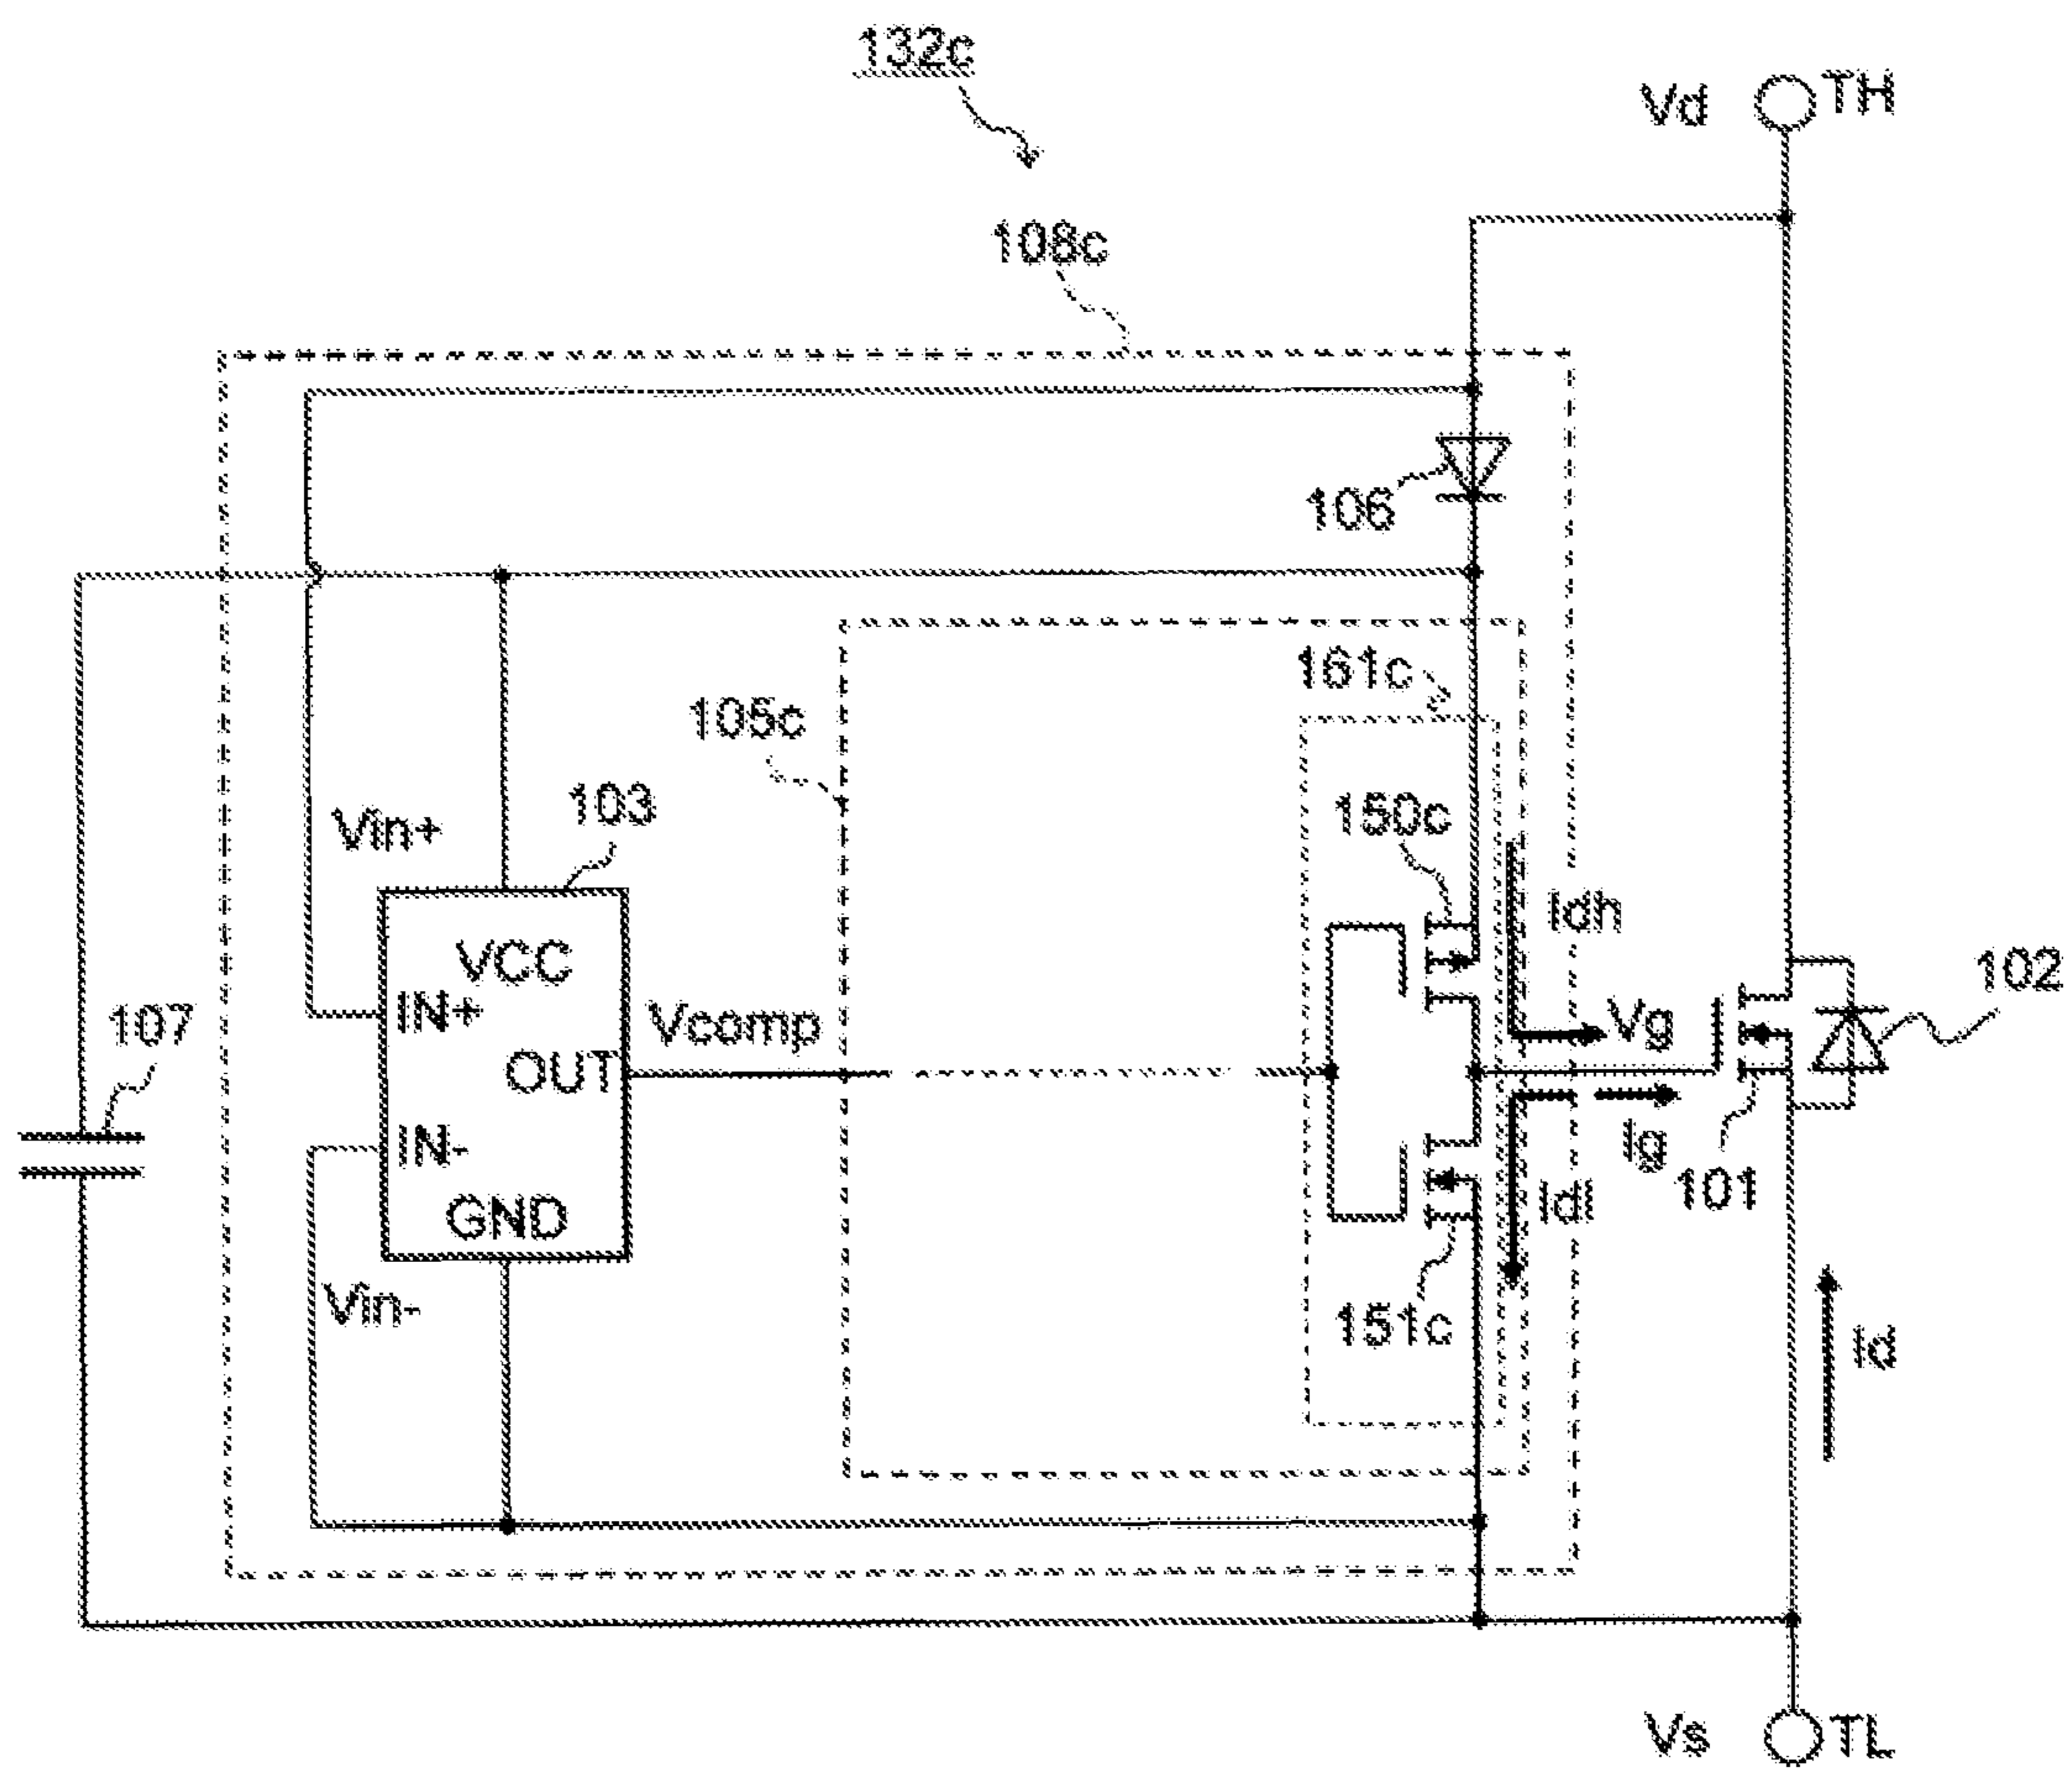 132c
Vd
TH
108c
106
161c
105c
150c
103
Vin+
Idh
VCC
102
107
IN+
Vcomp
Vg
OUT
IN-
Ig
101
Idl
GND
Vin-
151c
Id
Vs
TL